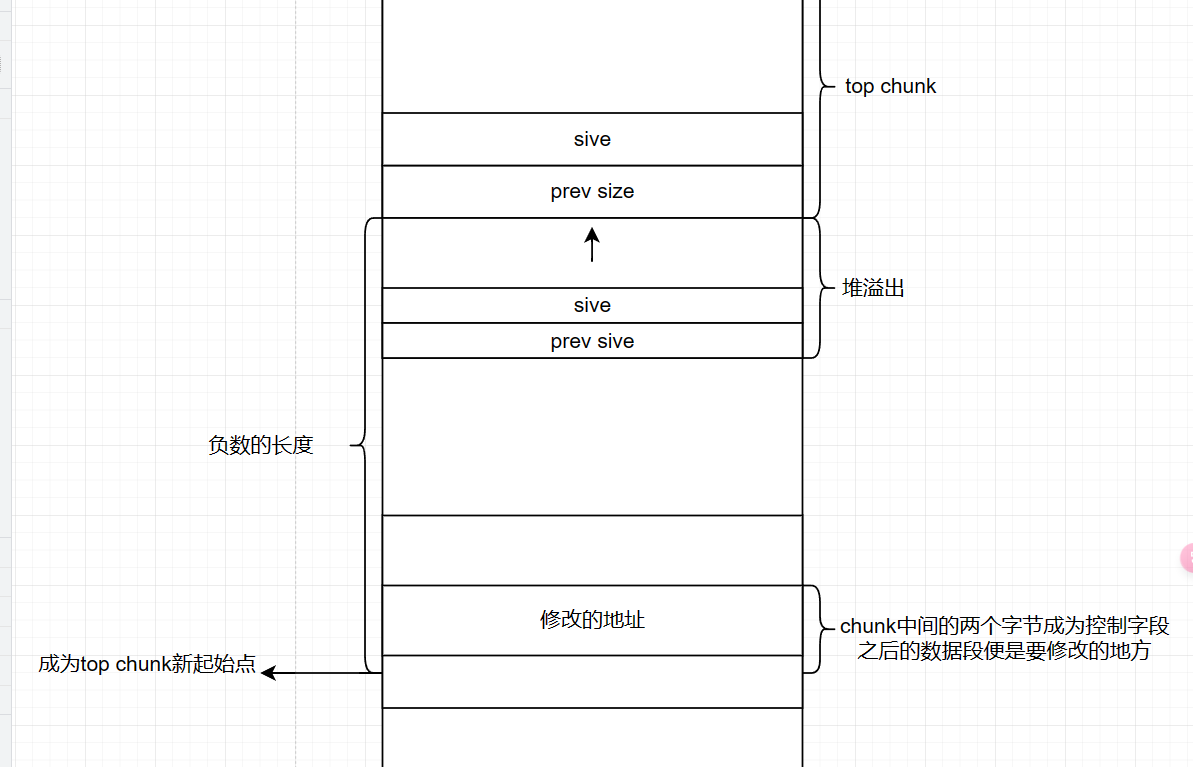 top chunk
sive
prev size
堆溢出
sive
prev sive
负数的长度
修改的地址
chunk中间的两个字节成为控制字段
之后的数据段便是要修改的地方
成为top chunk新起始点